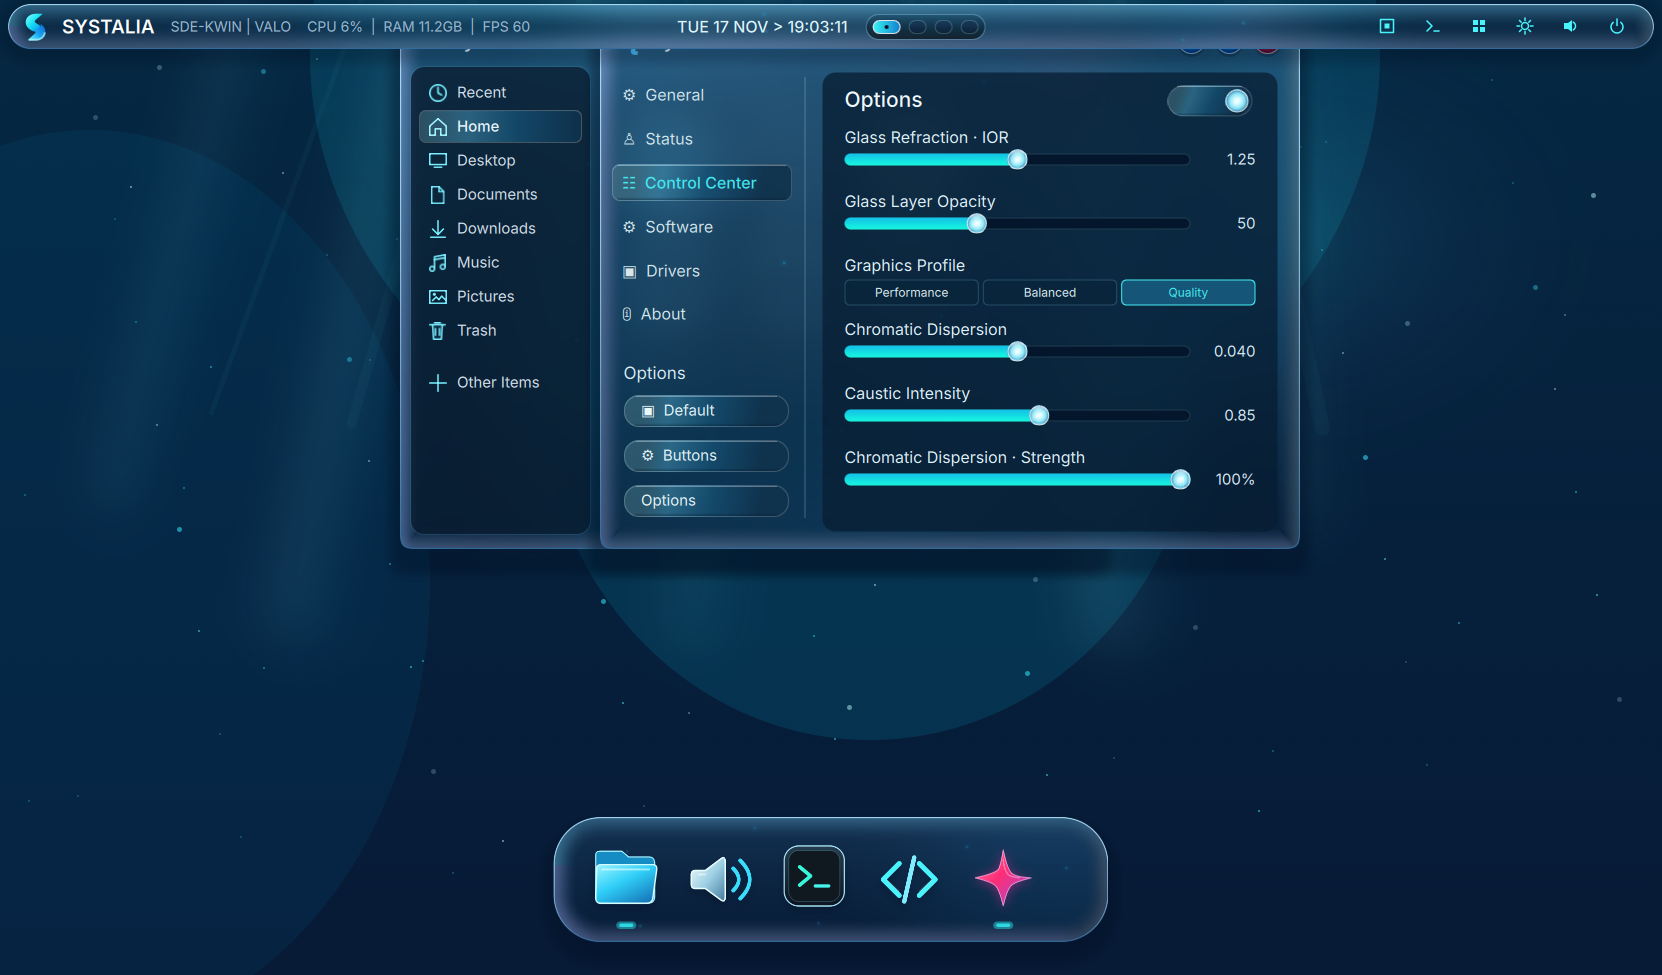 SYSTALIA SDE-KWIN | VALO CPU 6% | RAM 11.2GB | FPS 60 TUE 17 NOV > 19:03:11
Recent
Home
Desktop
Documents
Downloads
Music
Pictures
Trash
Other Items
General
Status
Control Center
Software
Drivers
About
Options
Default
Buttons
Options
Options
Glass Refraction · IOR
1.25
Glass Layer Opacity
50
Graphics Profile
Performance Balanced Quality
Chromatic Dispersion
0.040
Caustic Intensity
0.85
Chromatic Dispersion · Strength
100%